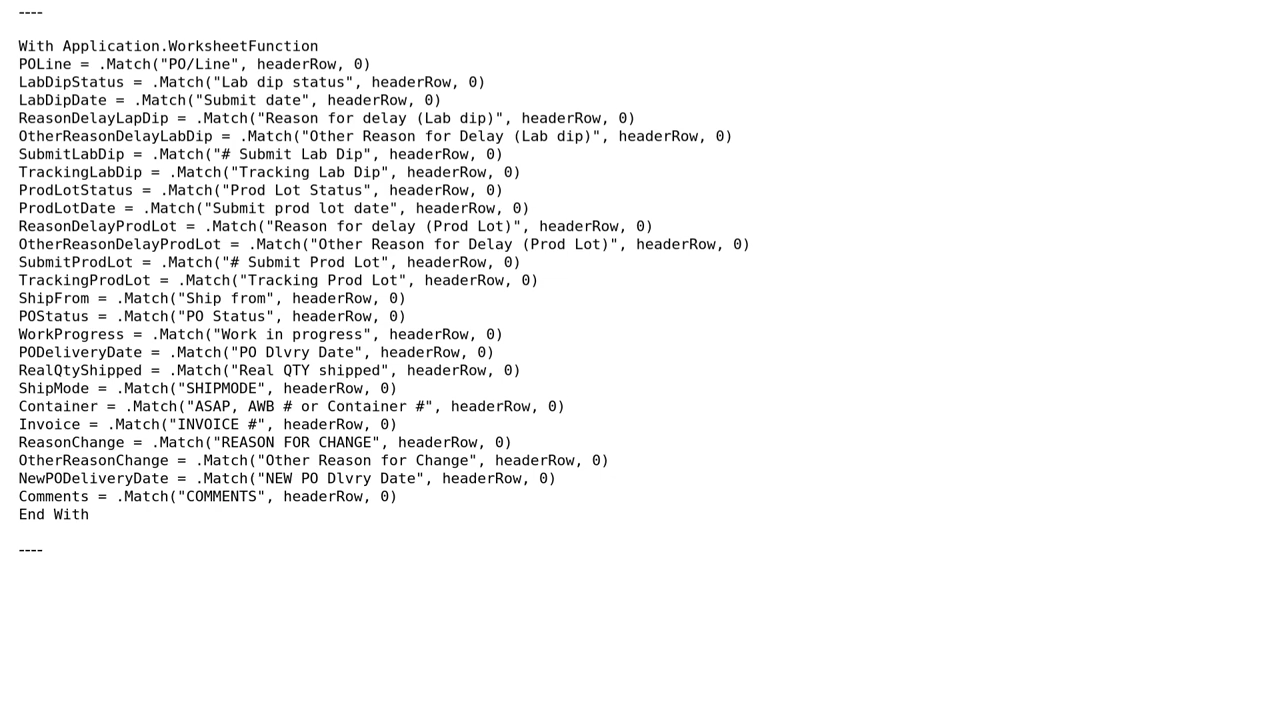 ----
With Application.WorksheetFunction
POLine = .Match("PO/Line", headerRow, 0)
LabDipStatus = .Match("Lab dip status", headerRow, 0)
LabDipDate = .Match("Submit date", headerRow, 0)
ReasonDelayLapDip = .Match("Reason for delay (Lab dip)", headerRow, 0)
OtherReasonDelayLabDip = .Match("Other Reason for Delay (Lab dip)", headerRow, 0)
SubmitLabDip = .Match("# Submit Lab Dip", headerRow, 0)
TrackingLabDip = .Match("Tracking Lab Dip", headerRow, 0)
ProdLotStatus = .Match("Prod Lot Status", headerRow, 0)
ProdLotDate = .Match("Submit prod lot date", headerRow, 0)
ReasonDelayProdLot = .Match("Reason for delay (Prod Lot)", headerRow, 0)
OtherReasonDelayProdLot = .Match("Other Reason for Delay (Prod Lot)", headerRow, 0)
SubmitProdLot = .Match("# Submit Prod Lot", headerRow, 0)
TrackingProdLot = .Match("Tracking Prod Lot", headerRow, 0)
ShipFrom = .Match("Ship from", headerRow, 0)
POStatus = .Match("PO Status", headerRow, 0)
WorkProgress = .Match("Work in progress", headerRow, 0)
PODeliveryDate = .Match("PO Dlvry Date", headerRow, 0)
RealQtyShipped = .Match("Real QTY shipped", headerRow, 0)
ShipMode = .Match("SHIPMODE", headerRow, 0)
Container = .Match("ASAP, AWB # or Container #", headerRow, 0)
Invoice = .Match("INVOICE #", headerRow, 0)
ReasonChange = .Match("REASON FOR CHANGE", headerRow, 0)
OtherReasonChange = .Match("Other Reason for Change", headerRow, 0)
NewPODeliveryDate = .Match("NEW PO Dlvry Date", headerRow, 0)
Comments = .Match("COMMENTS", headerRow, 0)
End With
----